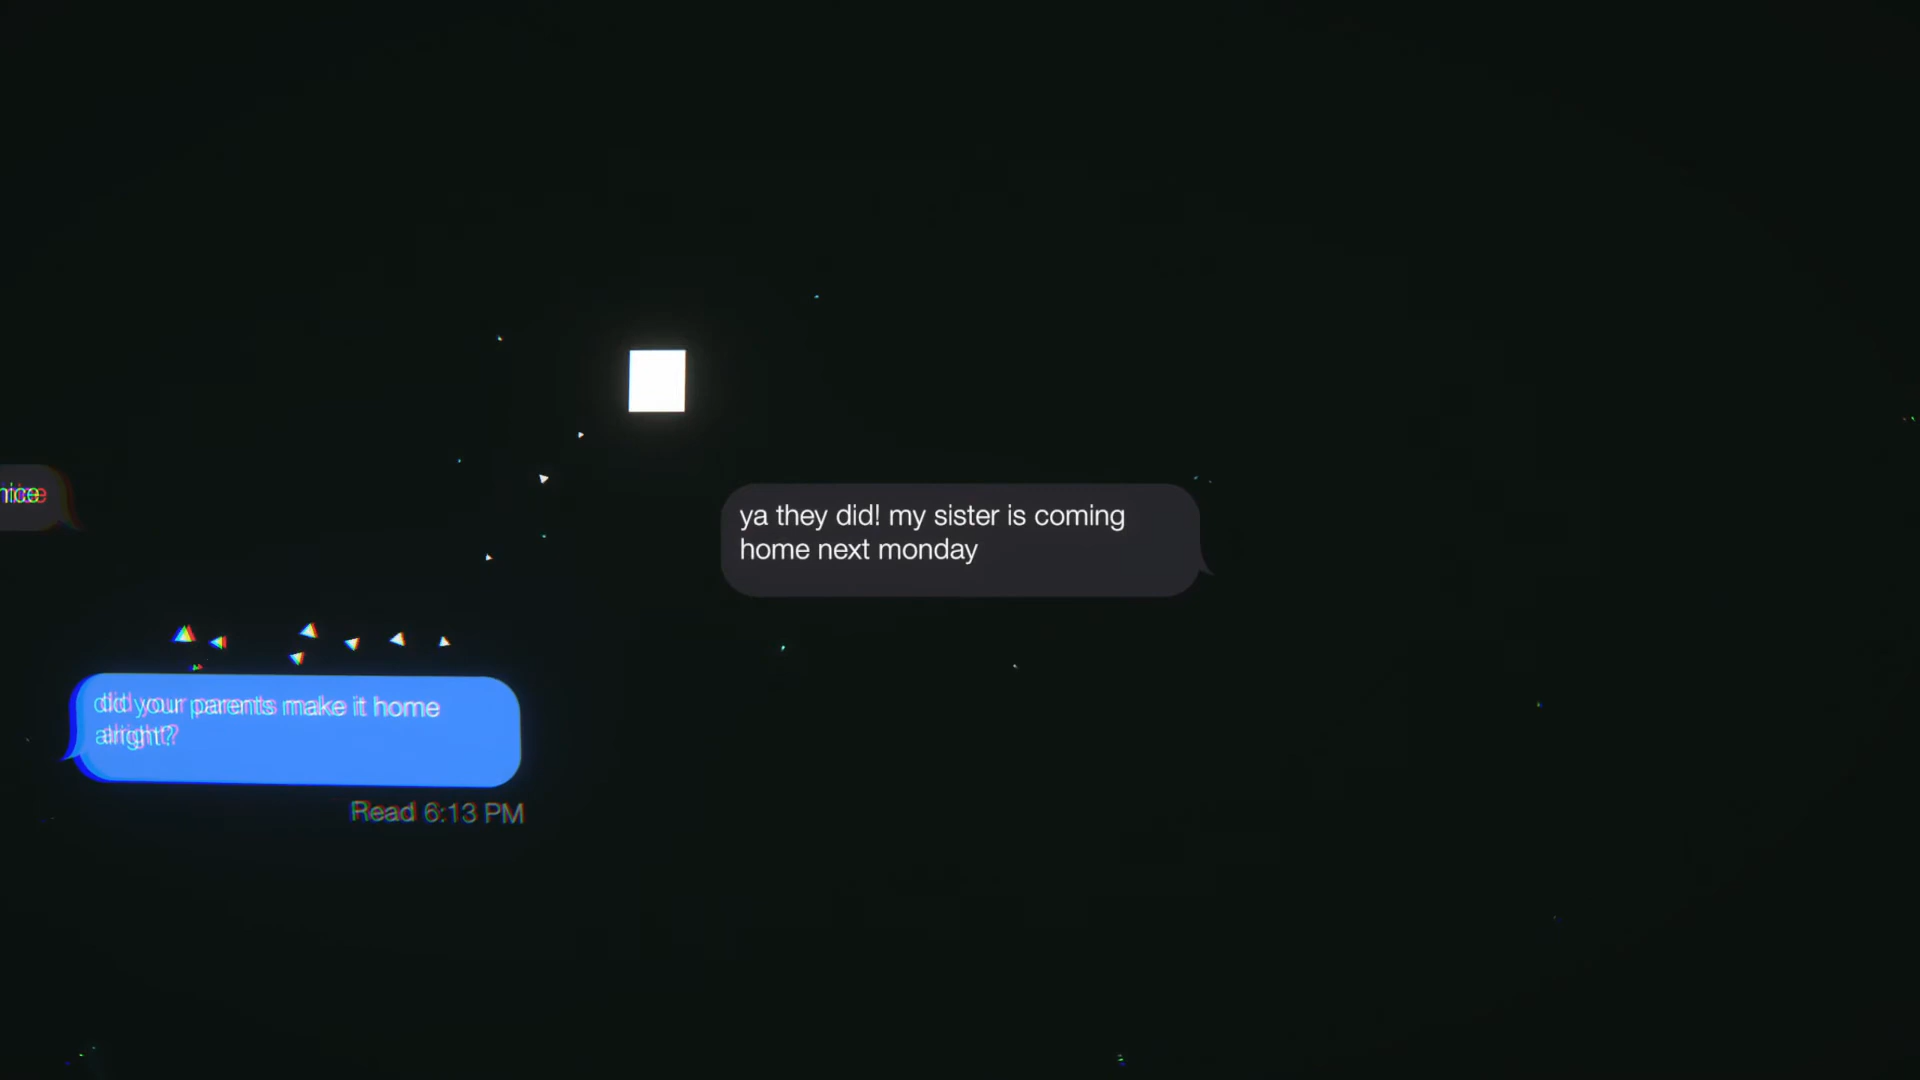 nice
did your parents make it home
alright?
Read 6:13 PM
ya they did! my sister is coming
home next monday